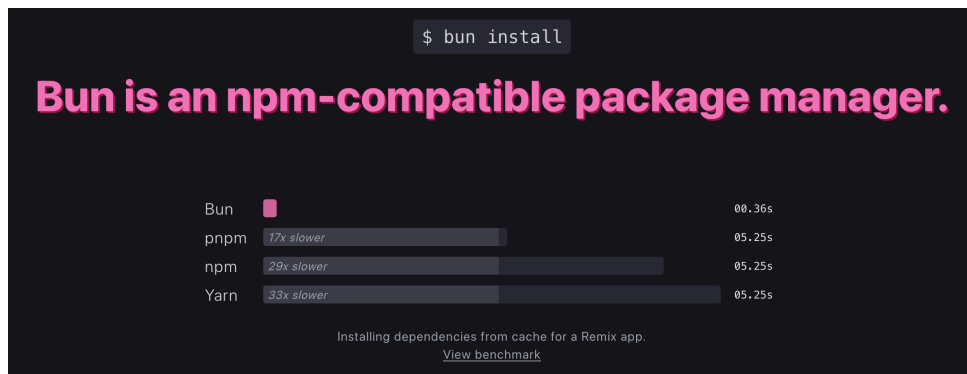 $ bun install
Bun is an npm-compatible package manager.
Bun 00.36s
pnpm 17x slower 05.25s
npm 29x slower 05.25s
Yarn 33x slower 05.25s
Installing dependencies from cache for a Remix app.
View benchmark